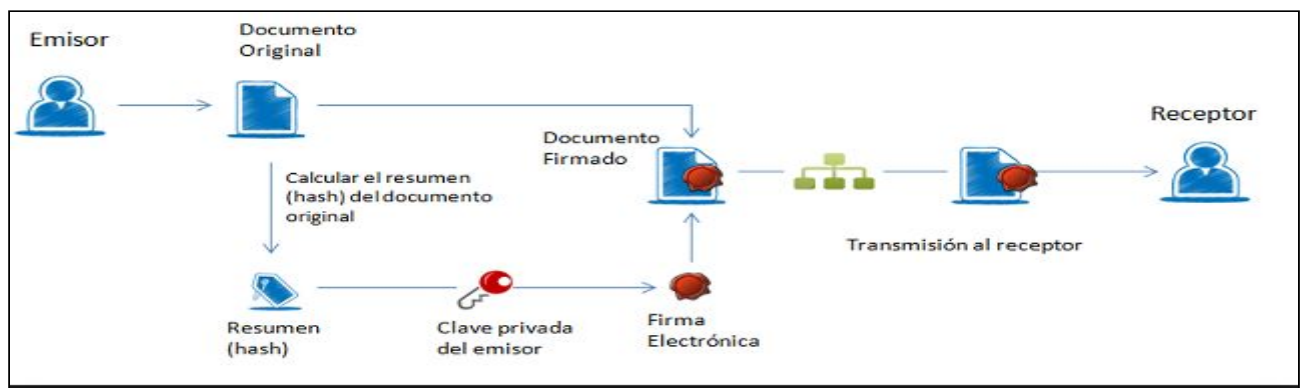 Emisor
Documento
Original
Receptor
Documento
Firmado
Calcular el resumen
(hash) del documento
original
Transmisión al receptor
Resumen
(hash)
Clave privada
del emisor
Firma
Electrónica